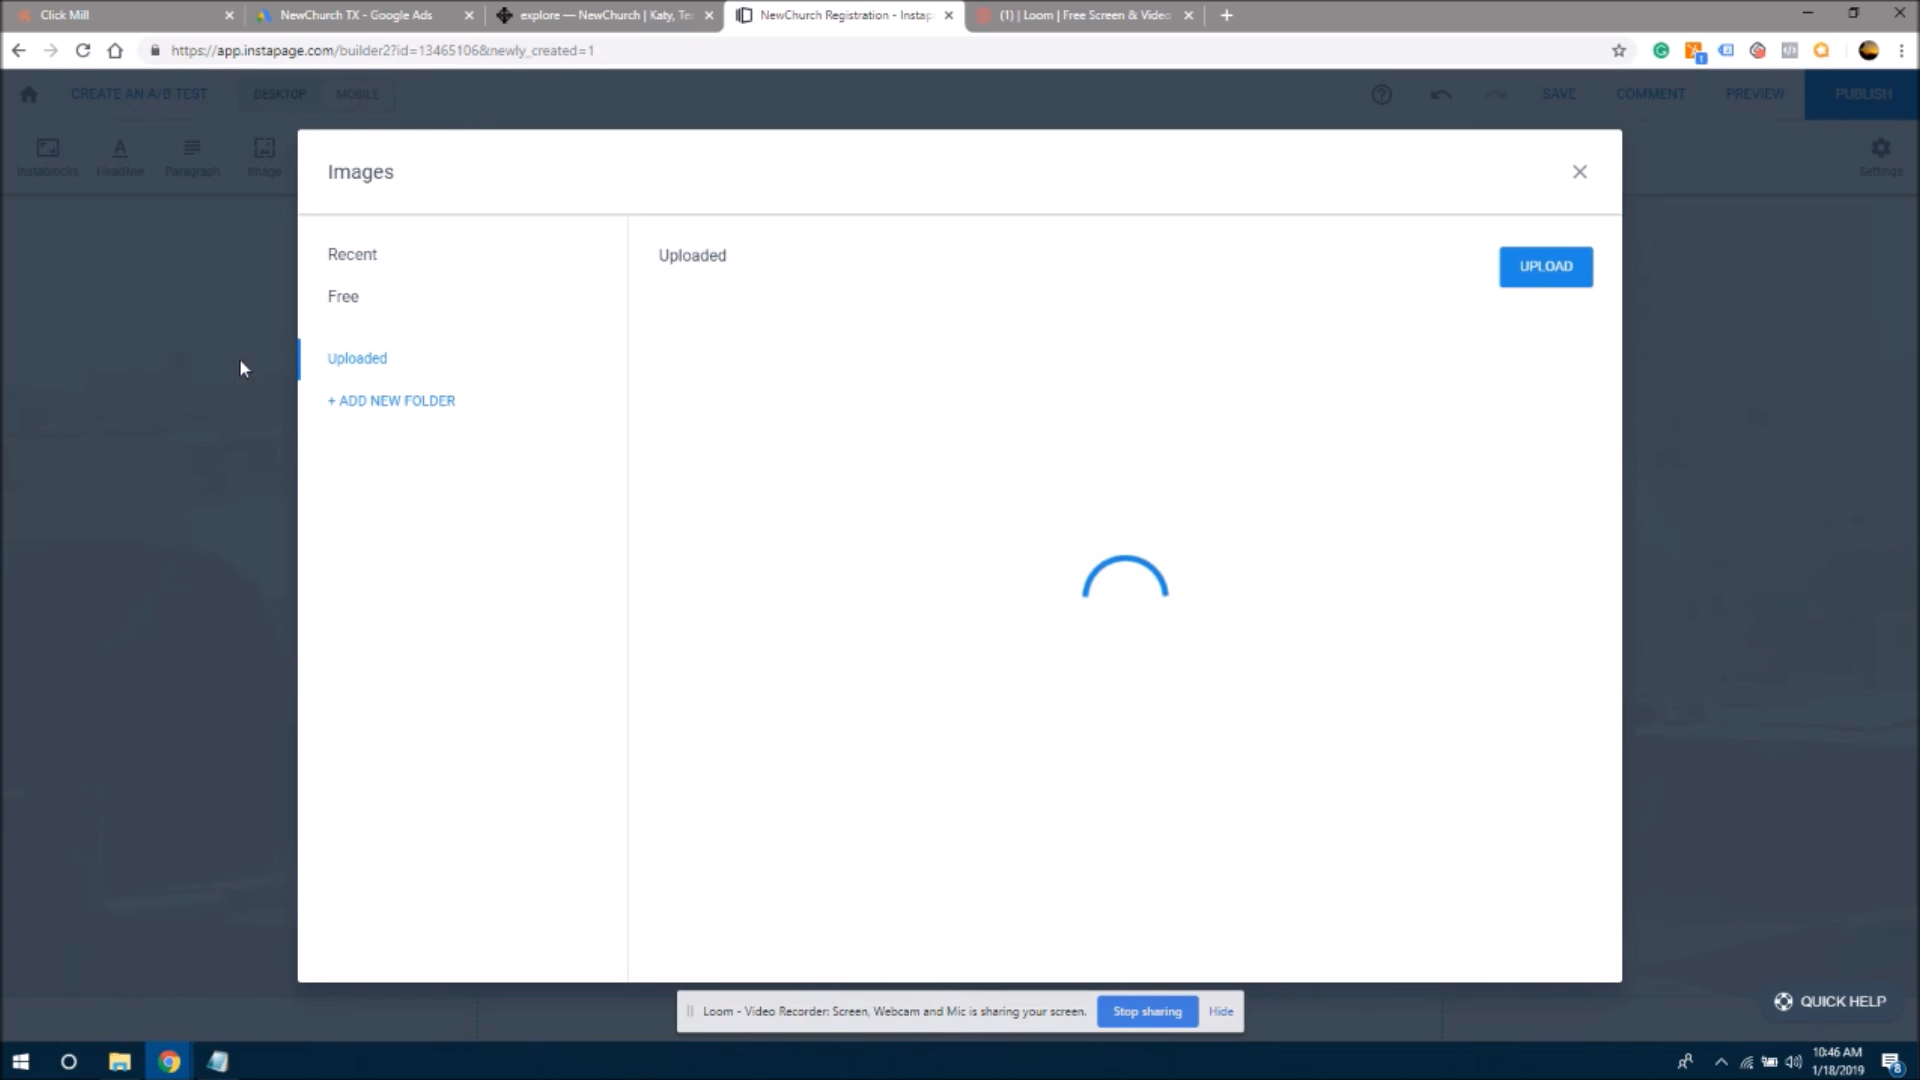 Click Mill
NewChurch TX - Google Ads
explore — NewChurch | Katy, Te
NewChurch Registration - Instap
(1) | Loom | Free Screen & Video
https://app.instapage.com/builder2?id=13465106&newly_created=1
CREATE AN A/B TEST
DESKTOP
MOBILE
SAVE
COMMENT
PREVIEW
PUBLISH
Instablocks
Headline
Paragraph
Image
Settings
Images
Recent
Free
Uploaded
+ ADD NEW FOLDER
Uploaded
UPLOAD
QUICK HELP
Loom - Video Recorder: Screen, Webcam and Mic is sharing your screen.
Stop sharing
Hide
10:46 AM
1/18/2019
1
8